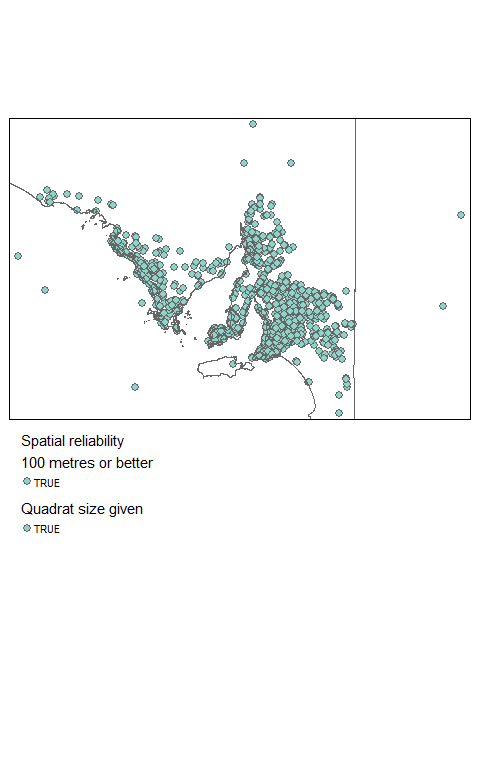 Spatial reliability
100 metres or better
TRUE
Quadrat size given
TRUE